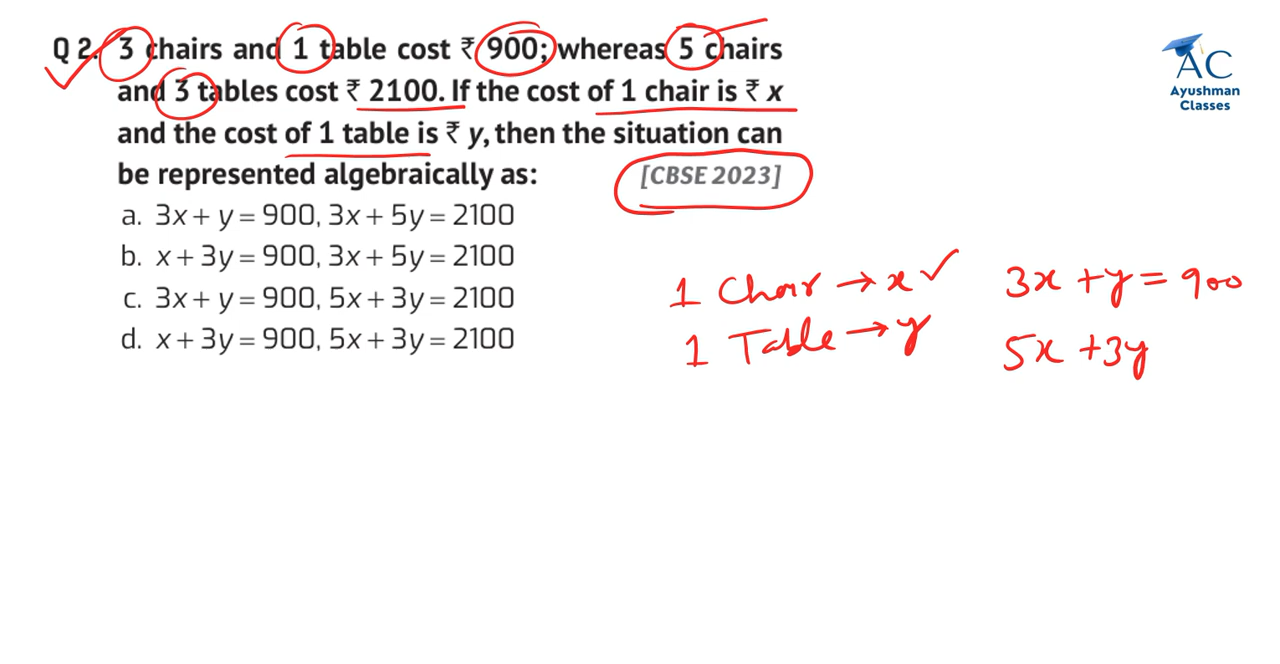 Q 2. 3 chairs and 1 table cost ₹ 900; whereas 5 chairs
and 3 tables cost ₹ 2100. If the cost of 1 chair is ₹ x
and the cost of 1 table is ₹ y, then the situation can
be represented algebraically as:
[CBSE 2023]
a. 3x + y = 900, 3x + 5y = 2100
b. x + 3y = 900, 3x + 5y = 2100
c. 3x + y = 900, 5x + 3y = 2100
d. x + 3y = 900, 5x + 3y = 2100
1 Chair → x ✓
1 Table → y
3x + y = 900
5x + 3y
AC
Ayushman
Classes